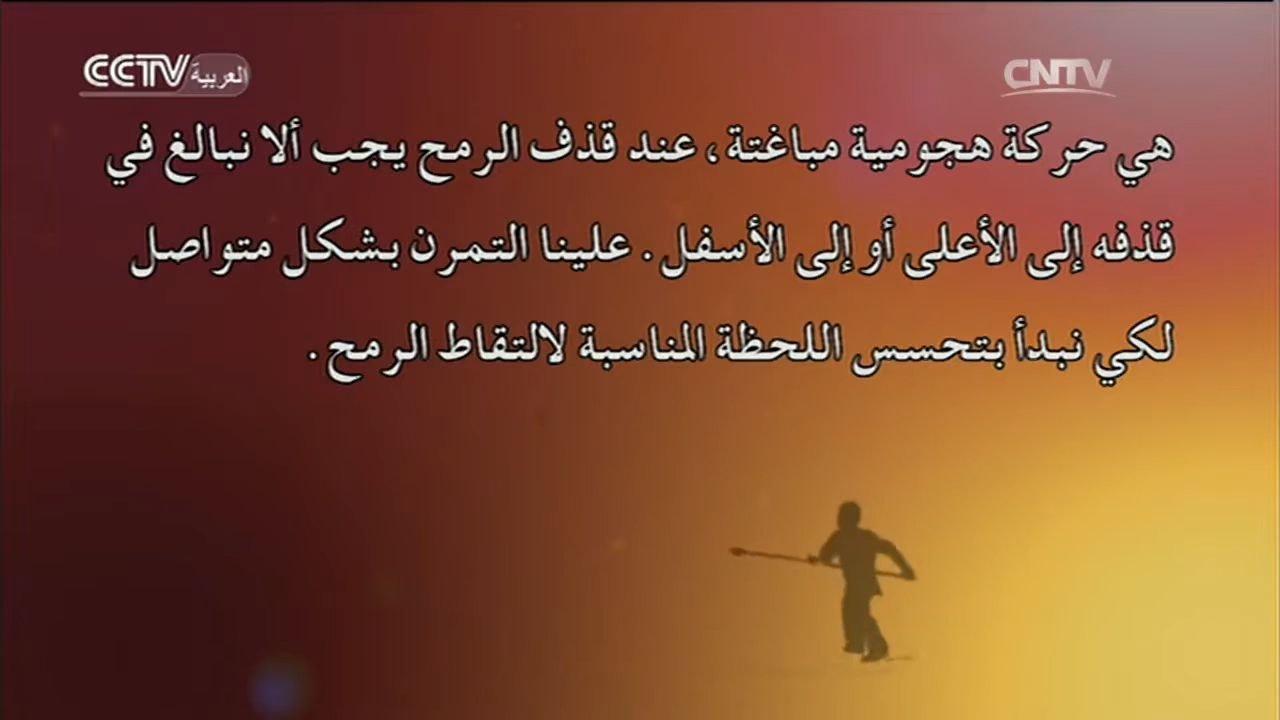 CCTV العربية
CNTV
هي حركة هجومية مباغتة ، عند قذف الرمح يجب ألا نبالغ في
قذفه إلى الأعلى أو إلى الأسفل . علينا التمرن بشكل متواصل
لكي نبدأ بتحسس اللحظة المناسبة لالتقاط الرمح .